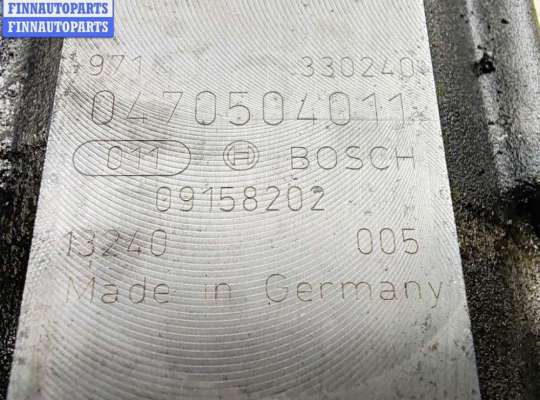 FINNAUTOPARTS
FINNAUTOPARTS
971 330240
0470504011
011 BOSCH
09158202
13240 005
Made in Germany